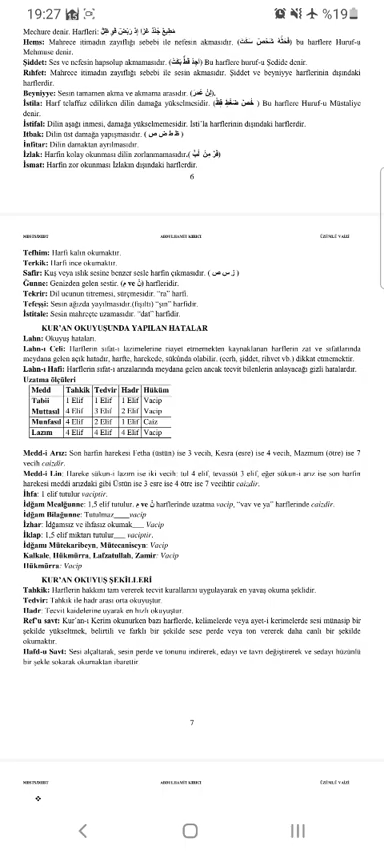 19:27
%19
Mechure denir. Harfleri: عَظُمَ وَزْنُ قَارِئٍ
Hems: Mahrece itimadın zayıflığı sebebi ile nefesin akmasıdır. (فَحَثَّهُ شَخْصٌ سَكَتَ) bu harflere Huruf-u
Mehmuse denir.
Şiddet: Ses ve nefesin hapsolup akmamasıdır. (أَجِدُ قَطٍ بَكَتْ) Bu harflere huruf-u Şedide denir.
Rıhfet: Mahrece itimadın zayıflığı sebebi ile sesin akmasıdır. Şiddet ve beyniyye harflerinin dışındaki
harflerdir.
Beyniyye: Sesin tamamen akma ve akmama arasıdır. (لِنْ عُمَرْ).
İstila: Harf telaffuz edilirken dilin damağa yükselmesidir. (خُصَّ ضَغْطٍ قِظْ) Bu harflere Huruf-u Müstaliye
denir.
İstifal: Dilin aşağı inmesi, damağa yükselmemesidir. İsti'la harflerinin dışındaki harflerdir.
Itbak: Dilin üst damağa yapışmasıdır. ( ص ض ط ظ )
İnfitar: Dilin damaktan ayrılmasıdır.
İzlak: Harfin kolay okunması dilin zorlanmamasıdır.( فَرَّ مِنْ لُبٍّ )
İsmat: Harfin zor okunması İzlakın dışındaki harflerdir.
6
ABDULHAMİT KIRICI
ÜZÜMLÜ VAİZİ
Tefhim: Harfi kalın okumaktır.
Terkik: Harfi ince okumaktır.
Safir: Kuş veya ıslık sesine benzer sesle harfin çıkmasıdır. ( ز س ص )
Ğunne: Genizden gelen sestir. (م ve ن) harfleridir.
Tekrir: Dil ucunun titremesi, sürçmesidir. "ra" harfi.
Tefeşşi: Sesin ağızda yayılmasıdır (fışıltı) "şın" harfidir.
İstitale: Sesin mahreçte uzamasıdır. "dat" harfidir.
KUR'AN OKUYUŞUNDA YAPILAN HATALAR
Lahn: Okuyuş hataları.
Lahn-i Celi: Harflerin sıfat-ı lazimelerine riayet etmemekten kaynaklanan harflerin zat ve sıfatlarında
meydana gelen açık hatadır, harfte, harekede, sükûnda olabilir. (cerh, şidder, rihvet vb.) dikkat etmemektir.
Lahn-ı Hafi: Harflerin sıfat-ı arızalarında meydana gelen ancak tecvit bilenlerin anlayacağı gizli hatalardır.
Uzatma ölçüleri
Medd Tahkik Tedvir Hadr Hüküm
Tabii 1 Elif 1 Elif 1 Elif Vacip
Muttasıl 4 Elif 3 Elif 2 Elif Vacip
Munfasıl 4 Elif 2 Elif 1 Elif Caiz
Lazım 4 Elif 4 Elif 4 Elif Vacip
Medd-i Arız: Son harfin harekesi Fetha (üstün) ise 3 vecih, Kesra (esre) ise 4 vecih, Mazmum (ötre) ise 7
vecih caizdir.
Medd-i Lin: Hareke sükun-i lazım ise iki vecih: tul 4 elif, tevassüt 3 elif, eğer sükun-ı arız ise son harfin
harekesi meddi arızdaki gibi Üstün ise 3 esre ise 4 ötre ise 7 vecihtir caizdir.
İhfa: 1 elif tutulur vaciptir.
İdğam Mealğunne: 1,5 elif tutulur. م ve ن harflerinde uzatma vacip, "vav ve ya" harflerinde caizdir.
İdğam Bilağunne: Tutulmaz____vacip
İzhar: İdğamsız ve ihfasız okumak___ Vacip
İklap: 1,5 elif miktarı tutulur___ vaciptir.
İdğamı Mütekaribeyn, Mütecaniseyn: Vacip
Kalkale, Hükmürra, Lafzatullah, Zamir: Vacip
Hükmürra: Vacip
KUR'AN OKUYUŞ ŞEKİLLERİ
Tahkik: Harflerin hakkını tam vererek tecvit kurallarını uygulayarak en yavaş okuma şeklidir.
Tedvir: Tahkik ile hadr arası orta okuyuştur.
Hadr: Tecvit kaidelerine uyarak en hızlı okuyuştur.
Ref'u savt: Kur'an-ı Kerim okunurken bazı harflerde, kelimelerde veya ayet-i kerimelerde sesi münasip bir
şekilde yükseltmek, belirtili ve farklı bir şekilde sese perde veya ton vererek daha canlı bir şekilde
okumaktır.
Hafd-u Savt: Sesi alçaltarak, sesin perde ve tonunu indirerek, edayı ve tavrı değiştirerek ve sedayı hüzünlü
bir şekle sokarak okumaktan ibarettir
7
ABDULHAMİT KIRICI
ÜZÜMLÜ VAİZİ